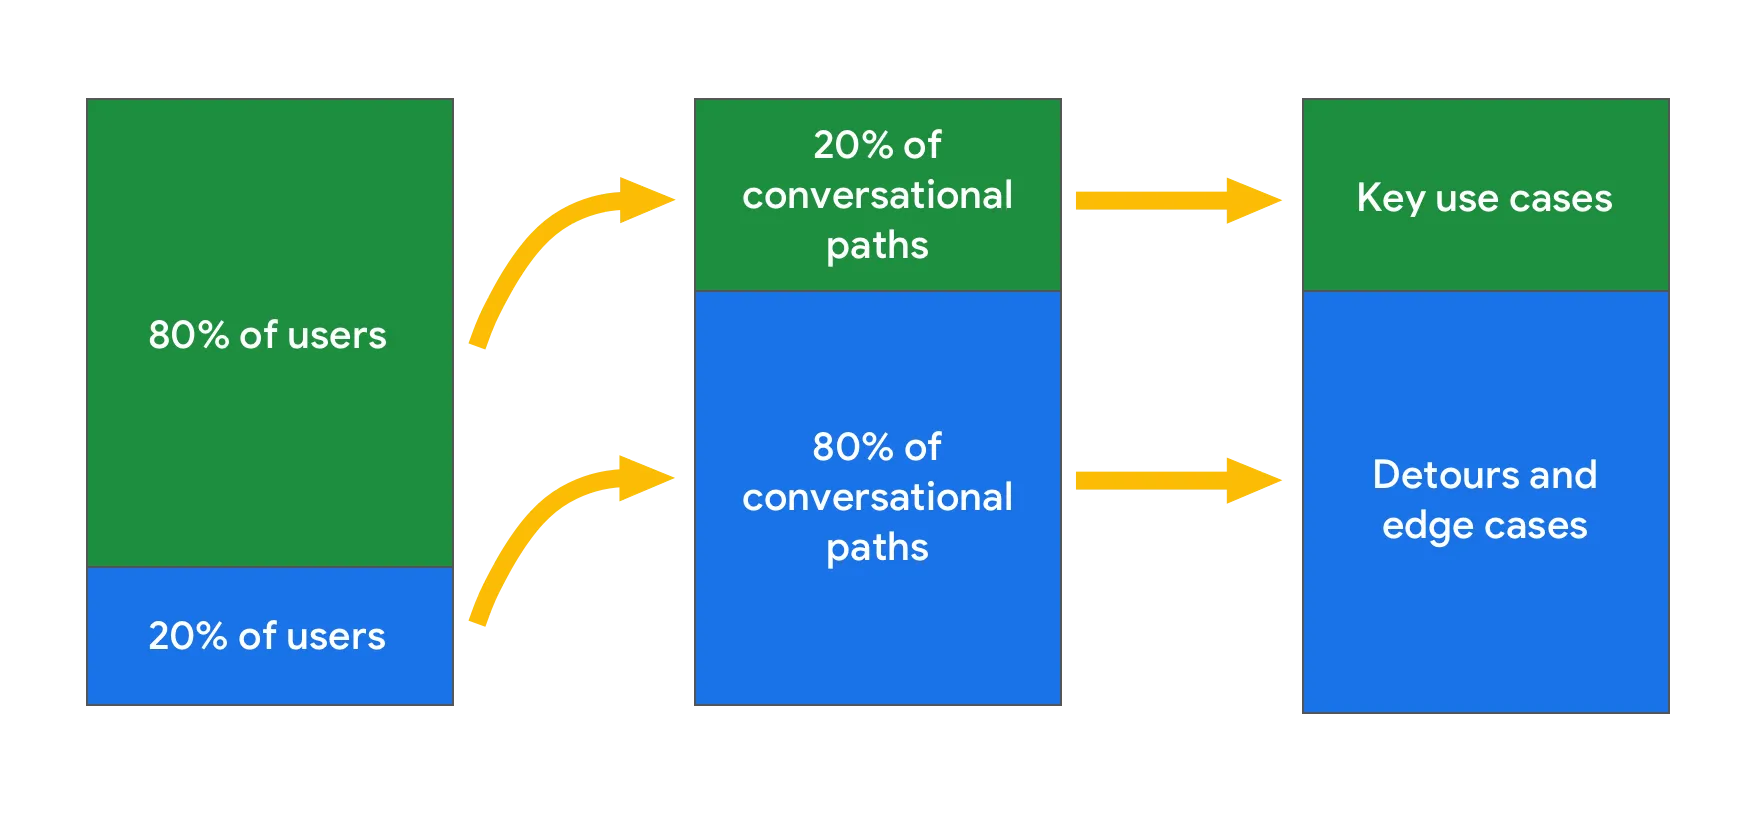 80% of users
20% of users
20% of
conversational
paths
80% of
conversational
paths
Key use cases
Detours and
edge cases